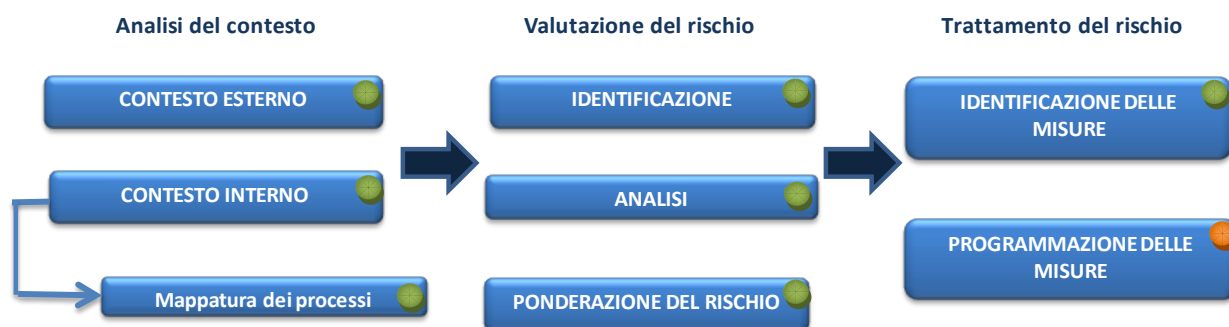 Analisi del contesto
Valutazione del rischio
Trattamento del rischio
CONTESTO ESTERNO
IDENTIFICAZIONE
IDENTIFICAZIONE DELLE
MISURE
CONTESTO INTERNO
ANALISI
PROGRAMMAZIONE DELLE
MISURE
Mappatura dei processi
PONDERAZIONE DEL RISCHIO